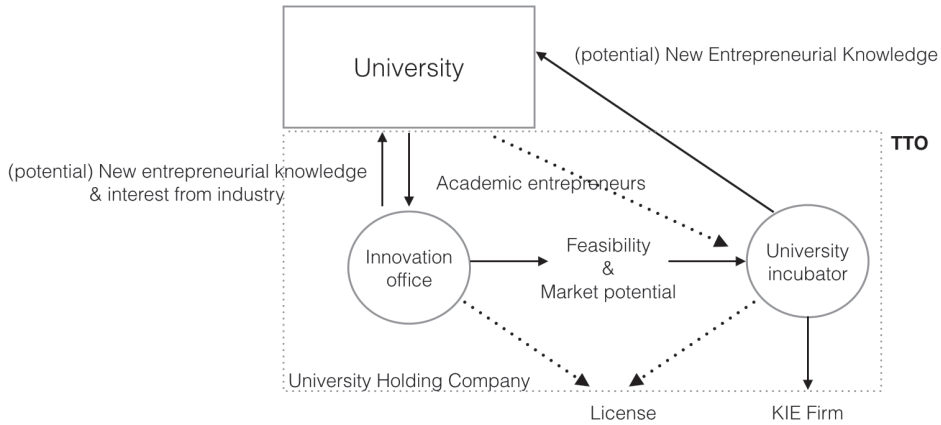 University
(potential) New Entrepreneurial Knowledge
TTO
(potential) New entrepreneurial knowledge
& interest from industry
Academic entrepreneurs
Innovation
office
Feasibility
&
Market potential
University
incubator
University Holding Company
License
KIE Firm